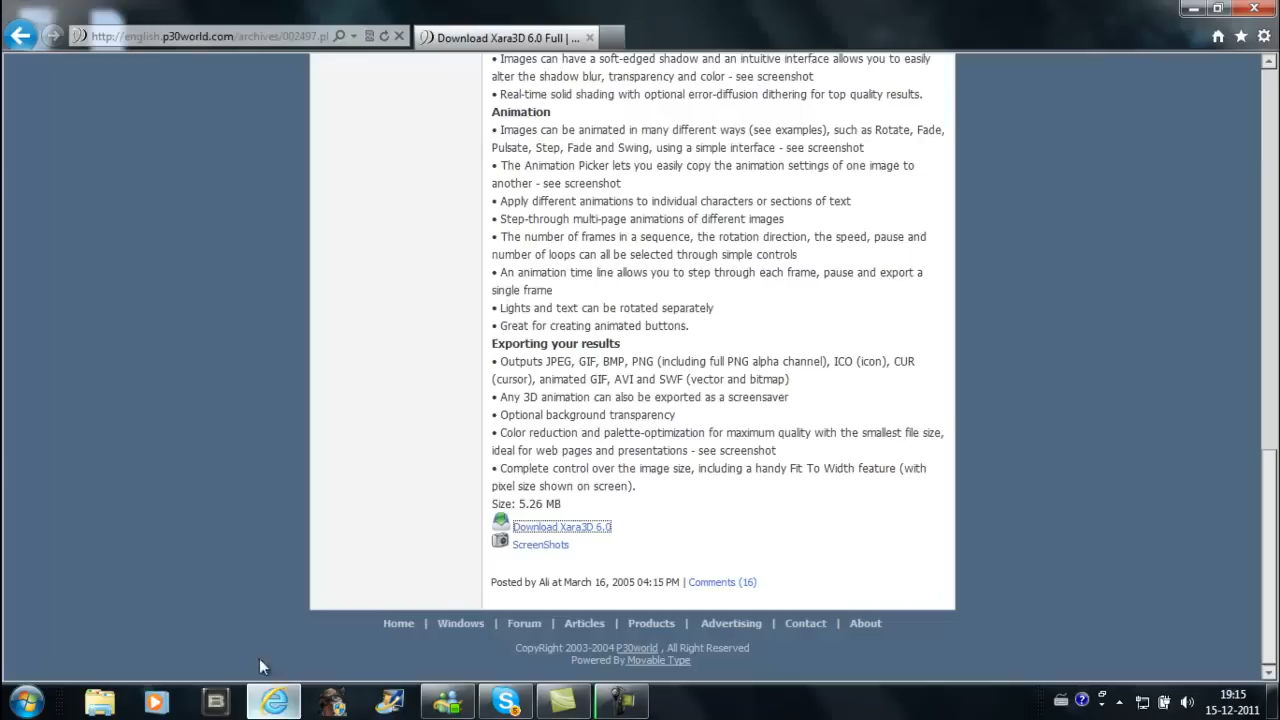 http://english.p30world.com/archives/002497.pl
Download Xara3D 6.0 Full | ...
• Images can have a soft-edged shadow and an intuitive interface allows you to easily
alter the shadow blur, transparency and color - see screenshot
• Real-time solid shading with optional error-diffusion dithering for top quality results.
Animation
• Images can be animated in many different ways (see examples), such as Rotate, Fade,
Pulsate, Step, Fade and Swing, using a simple interface - see screenshot
• The Animation Picker lets you easily copy the animation settings of one image to
another - see screenshot
• Apply different animations to individual characters or sections of text
• Step-through multi-page animations of different images
• The number of frames in a sequence, the rotation direction, the speed, pause and
number of loops can all be selected through simple controls
• An animation time line allows you to step through each frame, pause and export a
single frame
• Lights and text can be rotated separately
• Great for creating animated buttons.
Exporting your results
• Outputs JPEG, GIF, BMP, PNG (including full PNG alpha channel), ICO (icon), CUR
(cursor), animated GIF, AVI and SWF (vector and bitmap)
• Any 3D animation can also be exported as a screensaver
• Optional background transparency
• Color reduction and palette-optimization for maximum quality with the smallest file size,
ideal for web pages and presentations - see screenshot
• Complete control over the image size, including a handy Fit To Width feature (with
pixel size shown on screen).
Size: 5.26 MB
Download Xara3D 6.0
ScreenShots
Posted by Ali at March 16, 2005 04:15 PM | Comments (16)
Home | Windows | Forum | Articles | Products | Advertising | Contact | About
CopyRight 2003-2004 P30world , All Right Reserved
Powered By Movable Type
19:15
15-12-2011